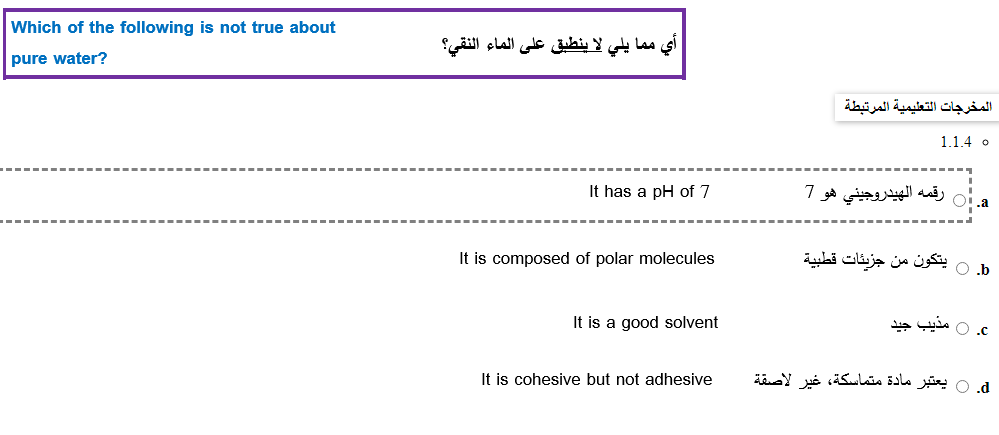 Which of the following is not true about
pure water?
أي مما يلي لا ينطبق على الماء النقي؟
المخرجات التعليمية المرتبطة
1.1.4
a. رقمه الهيدروجيني هو 7 It has a pH of 7
b. يتكون من جزيئات قطبية It is composed of polar molecules
c. مذيب جيد It is a good solvent
d. يعتبر مادة متماسكة، غير لاصقة It is cohesive but not adhesive